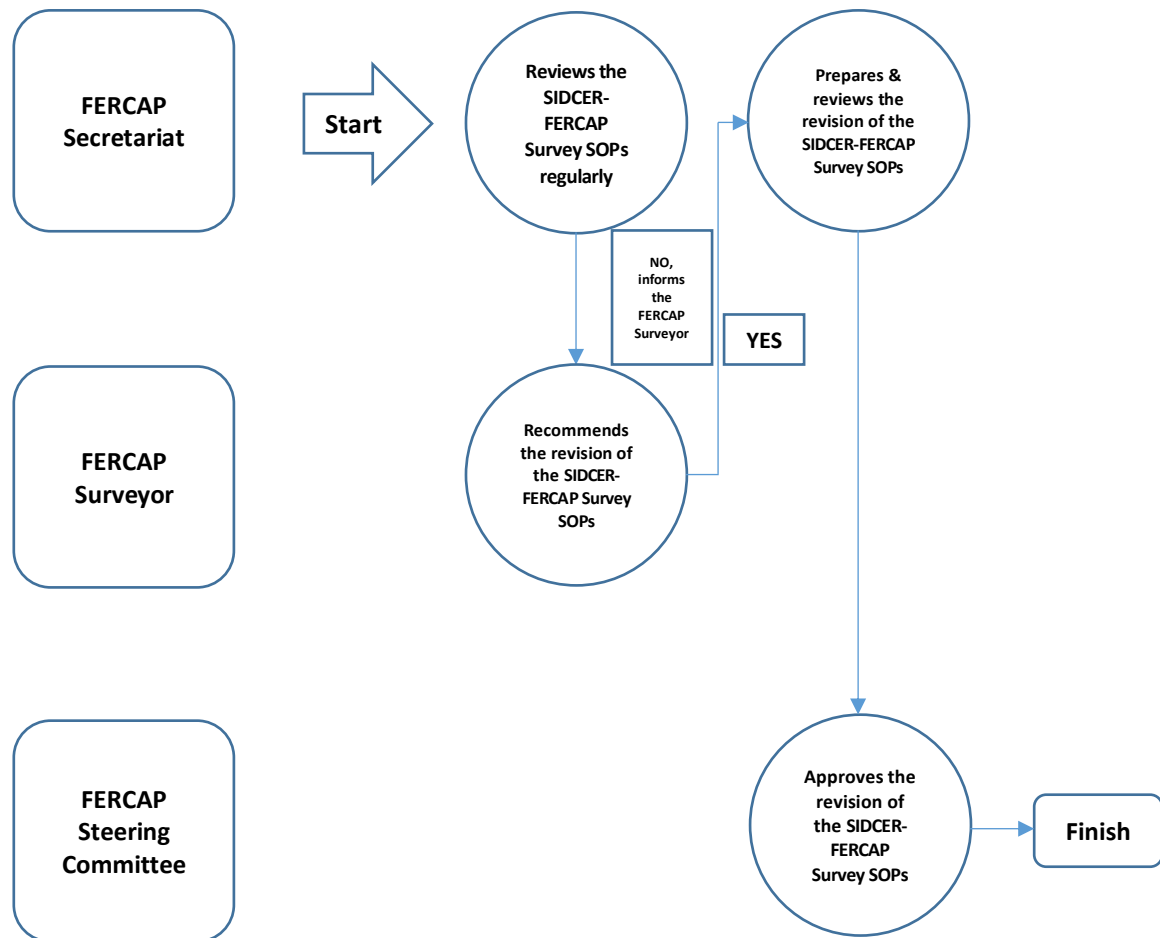 FERCAP
Secretariat
Start
Reviews the
SIDCER-
FERCAP
Survey SOPs
regularly
Prepares &
reviews the
revision of the
SIDCER-FERCAP
Survey SOPs
NO,
informs
the
FERCAP
Surveyor
YES
FERCAP
Surveyor
Recommends
the revision of
the SIDCER-
FERCAP Survey
SOPs
FERCAP
Steering
Committee
Approves the
revision of
the SIDCER-
FERCAP
Survey SOPs
Finish